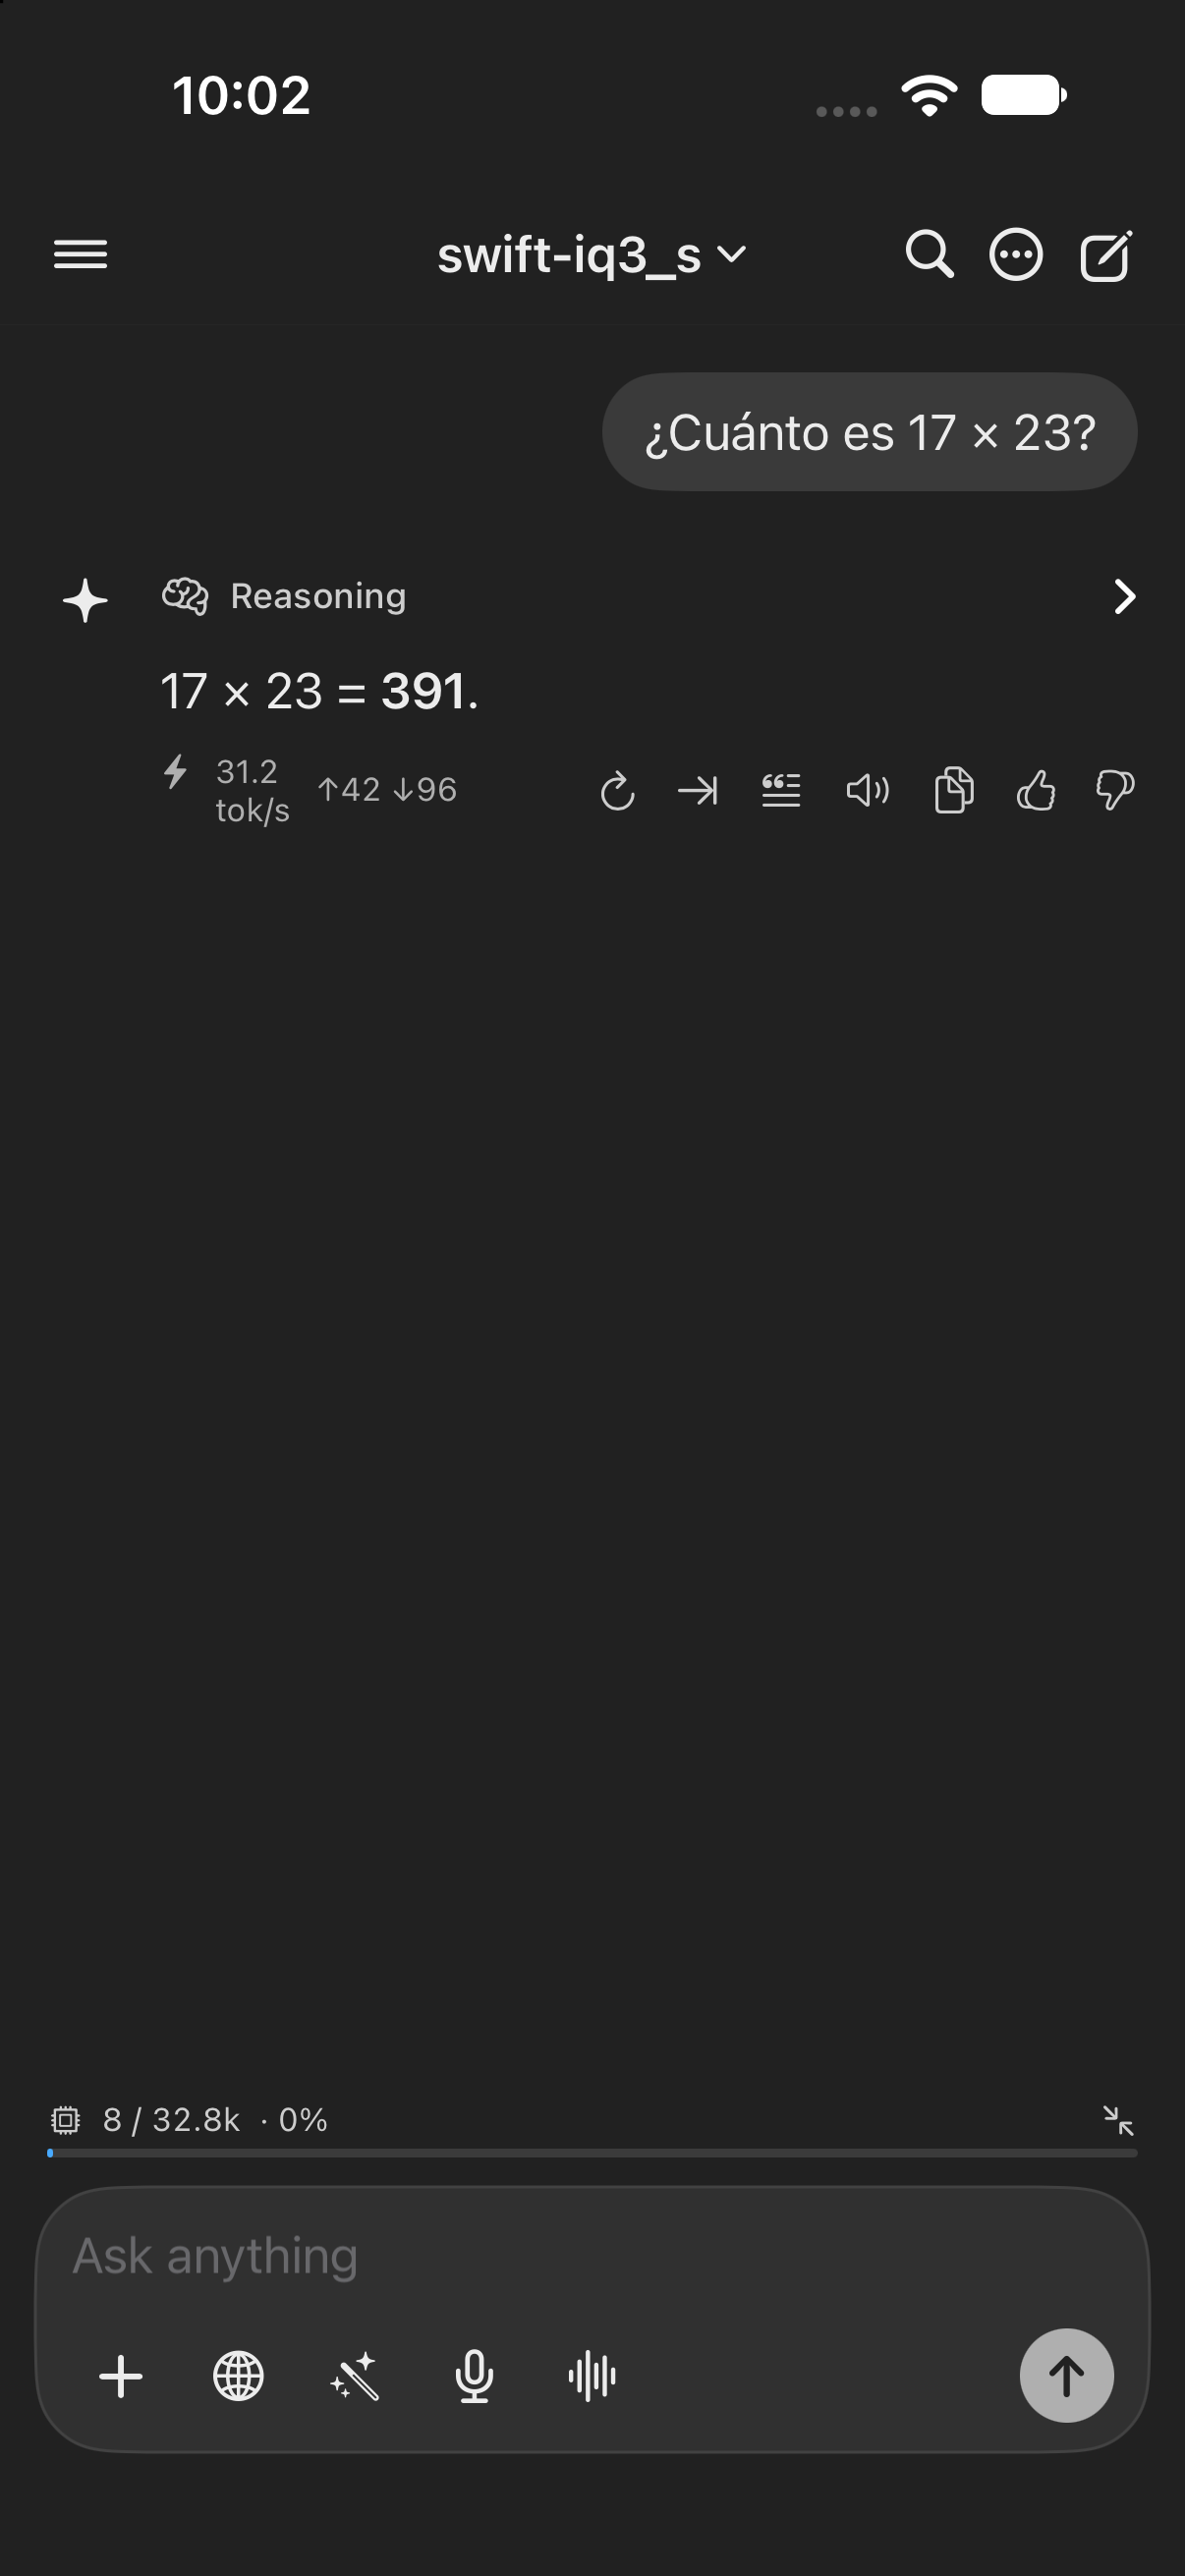 10:02
swift-iq3_s
¿Cuánto es 17 × 23?
Reasoning
17 × 23 = 391.
31.2
tok/s
↑42 ↓96
8 / 32.8k · 0%
Ask anything